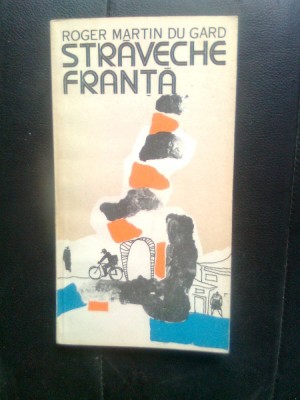 ROGER MARTIN DU GARD
STRĂVECHE
FRANȚĂ